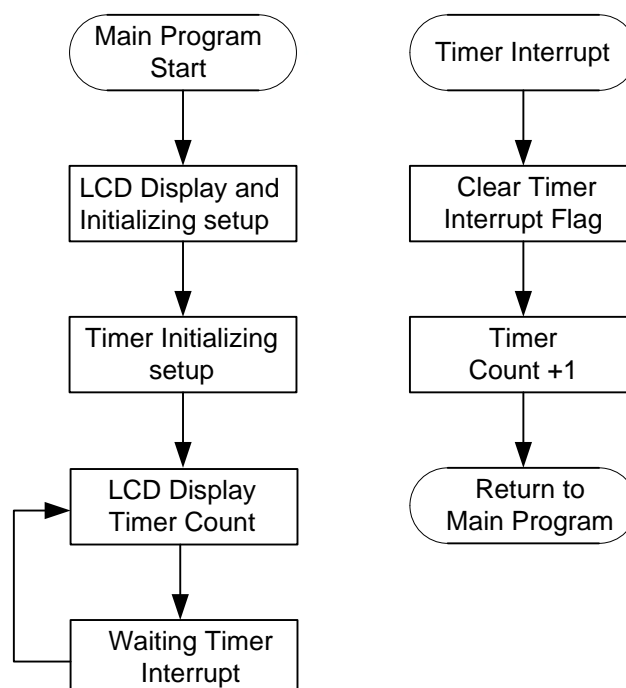 Main Program
Start
LCD Display and
Initializing setup
Timer Initializing
setup
LCD Display
Timer Count
Waiting Timer
Interrupt
Timer Interrupt
Clear Timer
Interrupt Flag
Timer
Count +1
Return to
Main Program